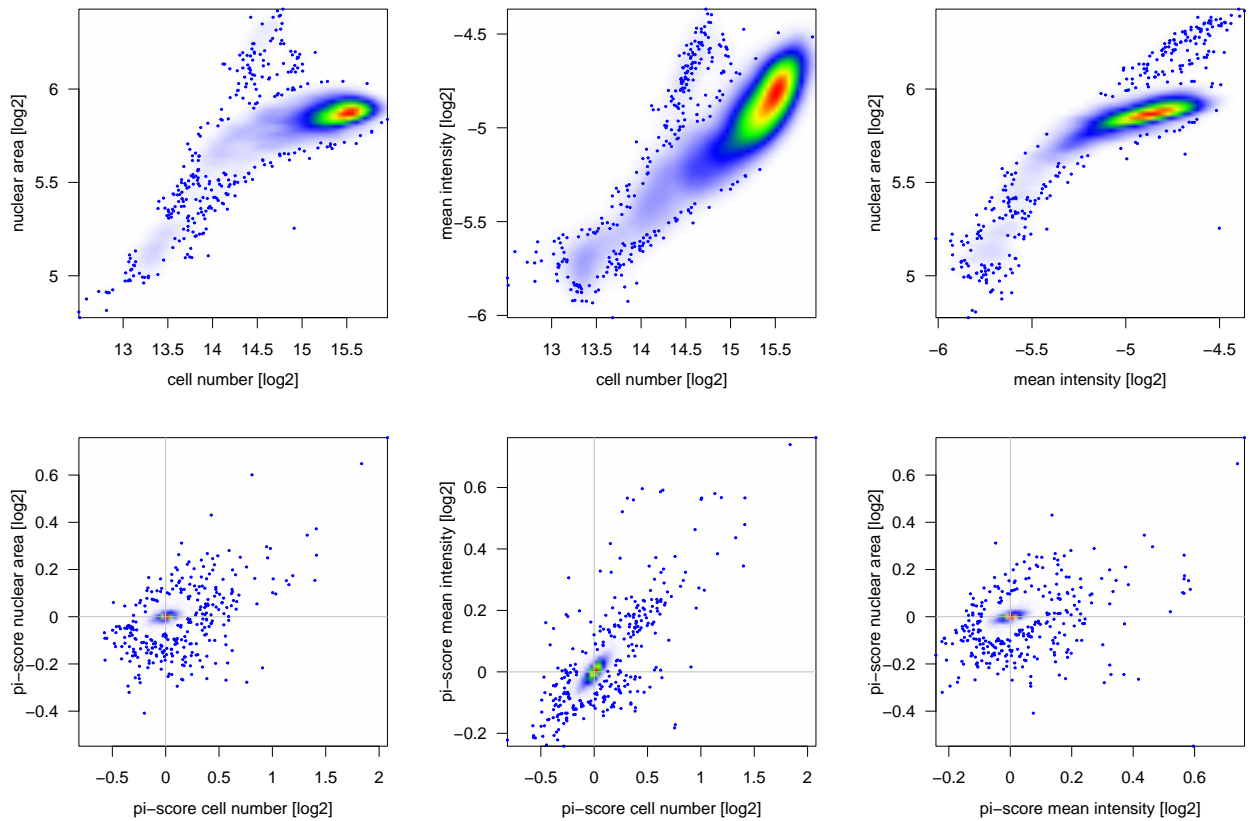 nuclear area [log2]
6
5.5
5
13 13.5 14 14.5 15 15.5
cell number [log2]
mean intensity [log2]
−4.5
−5
−5.5
−6
13 13.5 14 14.5 15 15.5
cell number [log2]
nuclear area [log2]
6
5.5
5
−6 −5.5 −5 −4.5
mean intensity [log2]
pi−score nuclear area [log2]
0.6
0.4
0.2
0
−0.2
−0.4
−0.5 0 0.5 1 1.5 2
pi−score cell number [log2]
pi−score mean intensity [log2]
0.6
0.4
0.2
0
−0.2
−0.5 0 0.5 1 1.5 2
pi−score cell number [log2]
pi−score nuclear area [log2]
0.6
0.4
0.2
0
−0.2
−0.4
−0.2 0 0.2 0.4 0.6
pi−score mean intensity [log2]